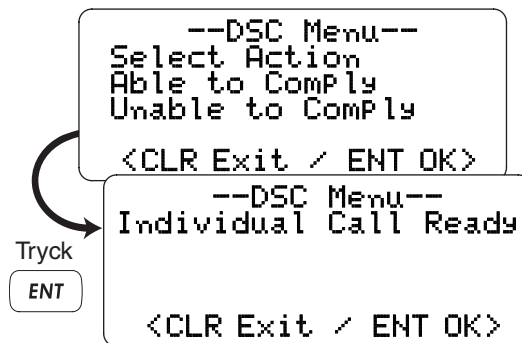 --DSC Menu--
Select Action
Able to Comply
Unable to Comply
<CLR Exit / ENT OK>
--DSC Menu--
Individual Call Ready
Tryck
ENT
<CLR Exit / ENT OK>